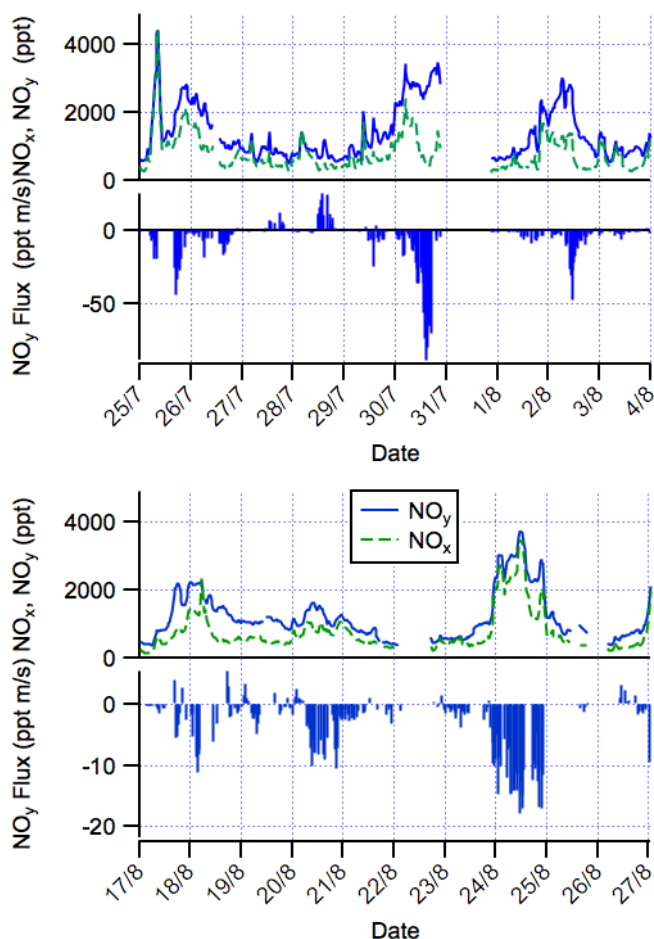 NOx, NOy (ppt)
4000
2000
0
NOy Flux (ppt m/s)
0
-50
25/7 26/7 27/7 28/7 29/7 30/7 31/7 1/8 2/8 3/8 4/8
Date
NOx, NOy (ppt)
4000
2000
0
NOy
NOx
NOy Flux (ppt m/s)
0
-10
-20
17/8 18/8 19/8 20/8 21/8 22/8 23/8 24/8 25/8 26/8 27/8
Date